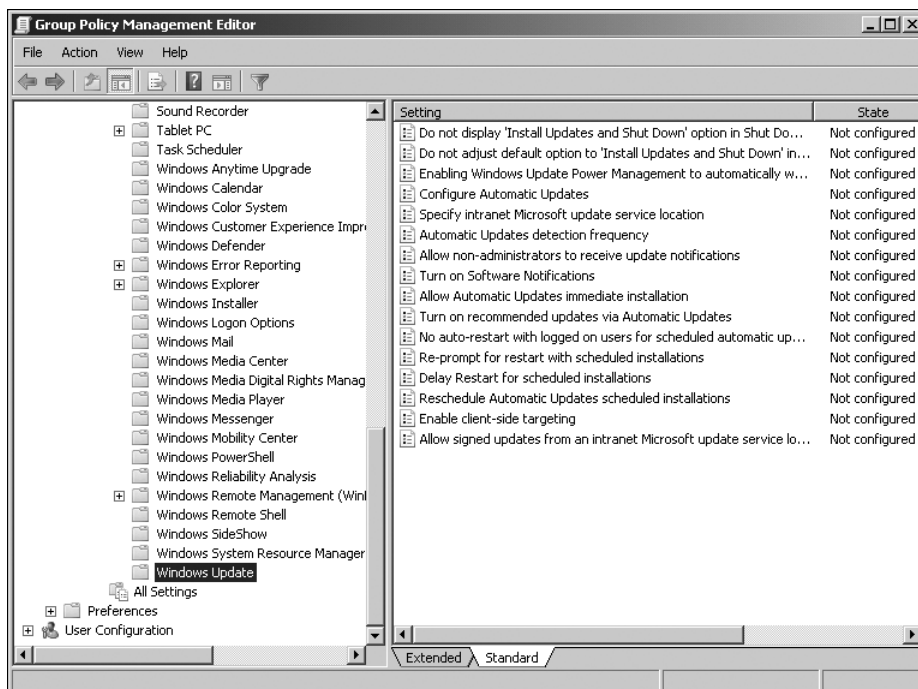 Group Policy Management Editor
File Action View Help
Sound Recorder
Tablet PC
Task Scheduler
Windows Anytime Upgrade
Windows Calendar
Windows Color System
Windows Customer Experience Impr
Windows Defender
Windows Error Reporting
Windows Explorer
Windows Installer
Windows Logon Options
Windows Mail
Windows Media Center
Windows Media Digital Rights Manag
Windows Media Player
Windows Messenger
Windows Mobility Center
Windows PowerShell
Windows Reliability Analysis
Windows Remote Management (Win
Windows Remote Shell
Windows SideShow
Windows System Resource Manager
Windows Update
All Settings
Preferences
User Configuration
Setting State
Do not display 'Install Updates and Shut Down' option in Shut Do... Not configured
Do not adjust default option to 'Install Updates and Shut Down' in... Not configured
Enabling Windows Update Power Management to automatically w... Not configured
Configure Automatic Updates Not configured
Specify intranet Microsoft update service location Not configured
Automatic Updates detection frequency Not configured
Allow non-administrators to receive update notifications Not configured
Turn on Software Notifications Not configured
Allow Automatic Updates immediate installation Not configured
Turn on recommended updates via Automatic Updates Not configured
No auto-restart with logged on users for scheduled automatic up... Not configured
Re-prompt for restart with scheduled installations Not configured
Delay Restart for scheduled installations Not configured
Reschedule Automatic Updates scheduled installations Not configured
Enable client-side targeting Not configured
Allow signed updates from an intranet Microsoft update service lo... Not configured
Extended Standard